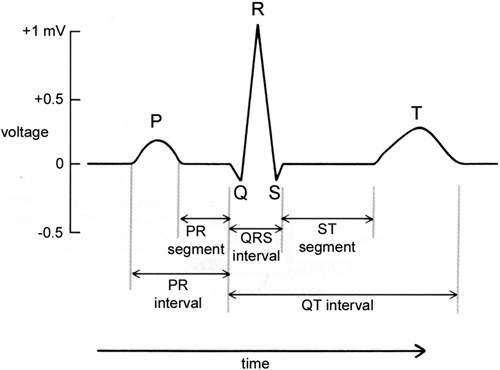 R
+1 mV
+0.5
P
T
voltage
0
Q
S
-0.5
PR
segment
QRS
interval
ST
segment
PR
interval
QT interval
time